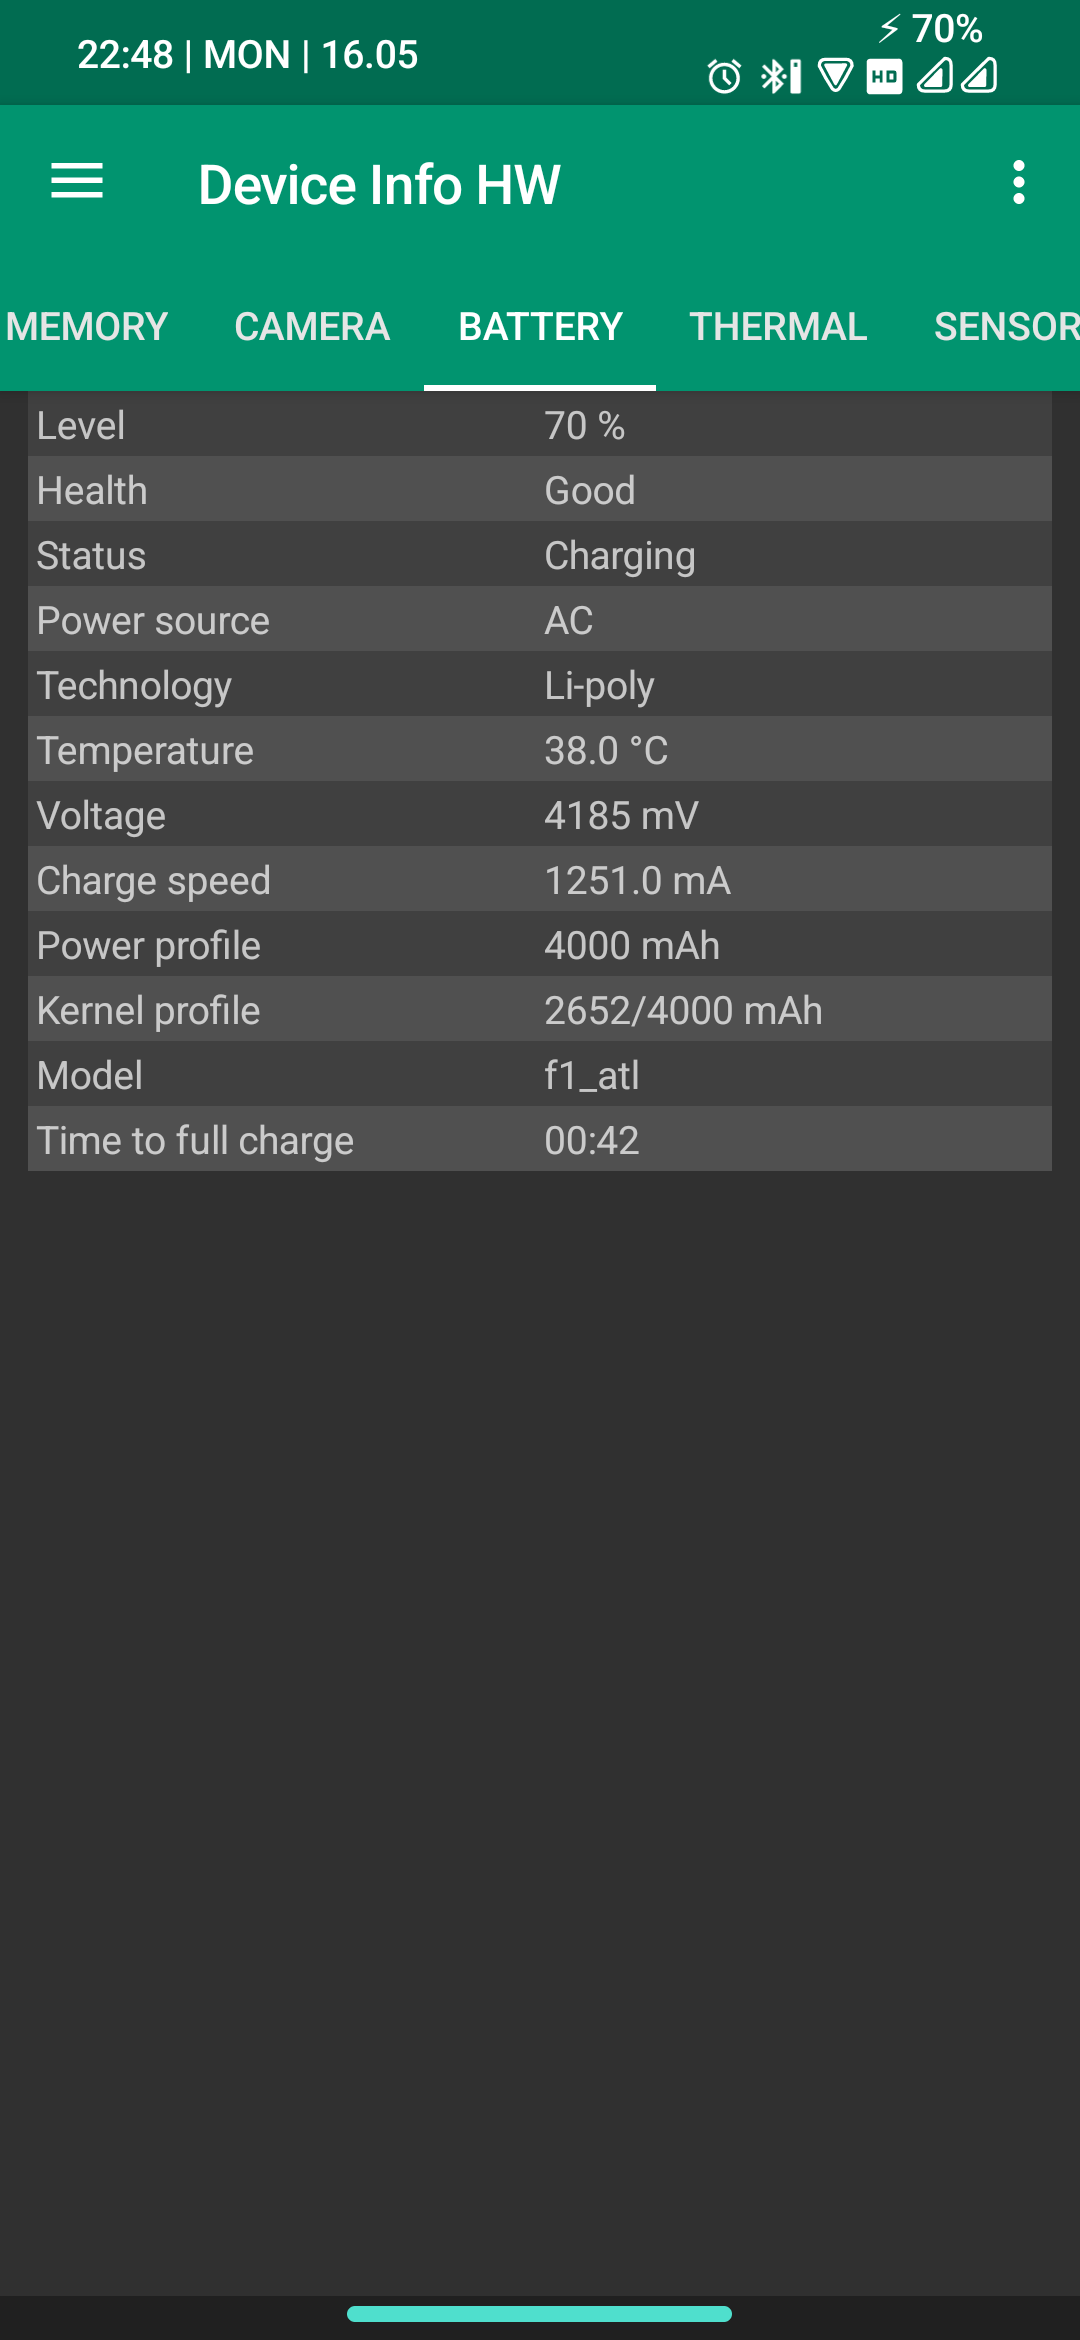 22:48 | MON | 16.05
70%
HD
Device Info HW
MEMORY CAMERA BATTERY THERMAL SENSOR
Level 70 %
Health Good
Status Charging
Power source AC
Technology Li-poly
Temperature 38.0 °C
Voltage 4185 mV
Charge speed 1251.0 mA
Power profile 4000 mAh
Kernel profile 2652/4000 mAh
Model f1_atl
Time to full charge 00:42